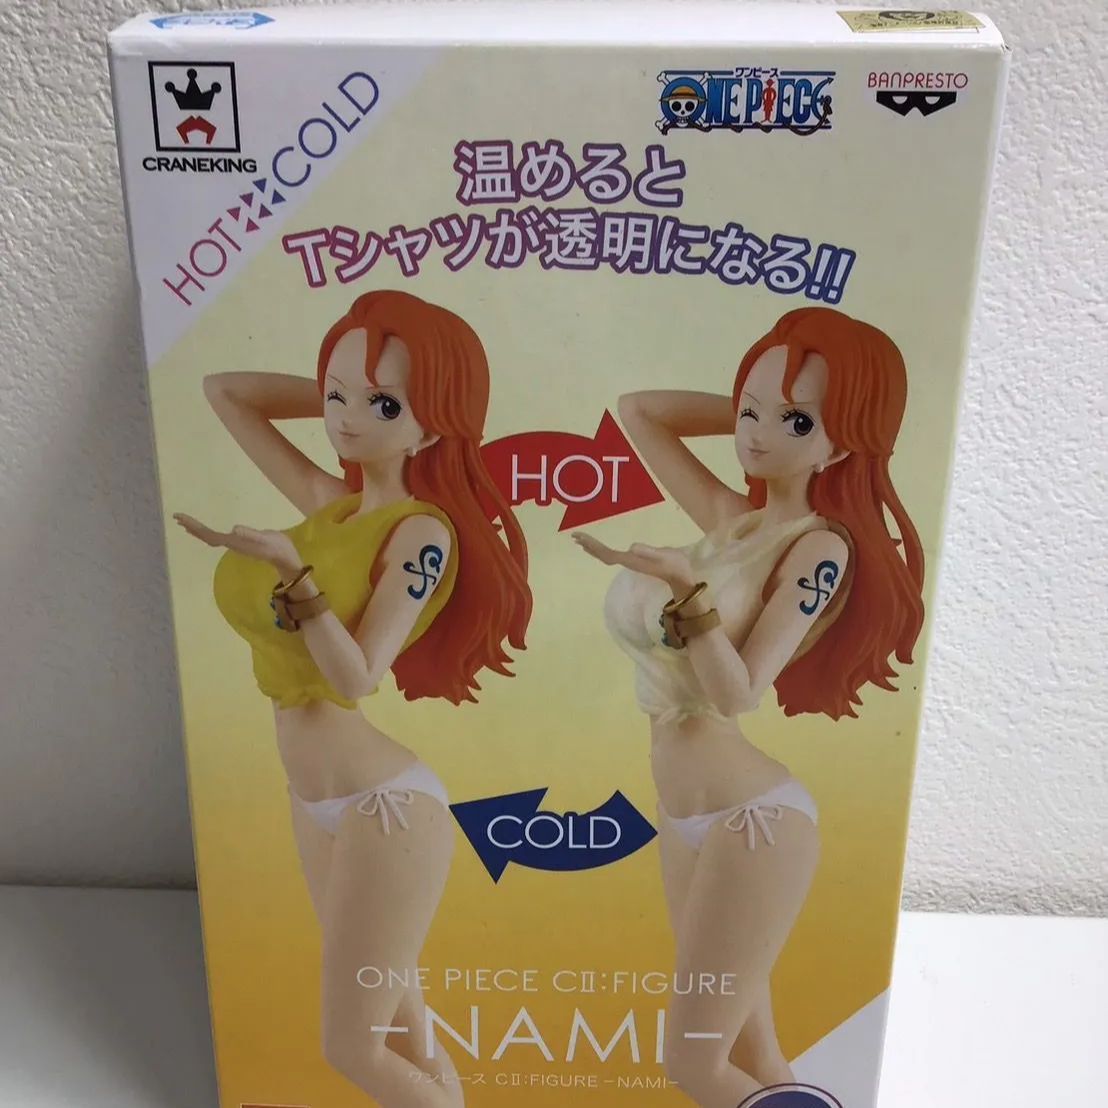 CRANEKING
HOT COLD
ワンピース
ONE PIECE
BANPRESTO
温めると
Tシャツが透明になる!!
HOT
COLD
ONE PIECE CⅡ:FIGURE
-NAMI-
ワンピース CⅡ:FIGURE -NAMI-